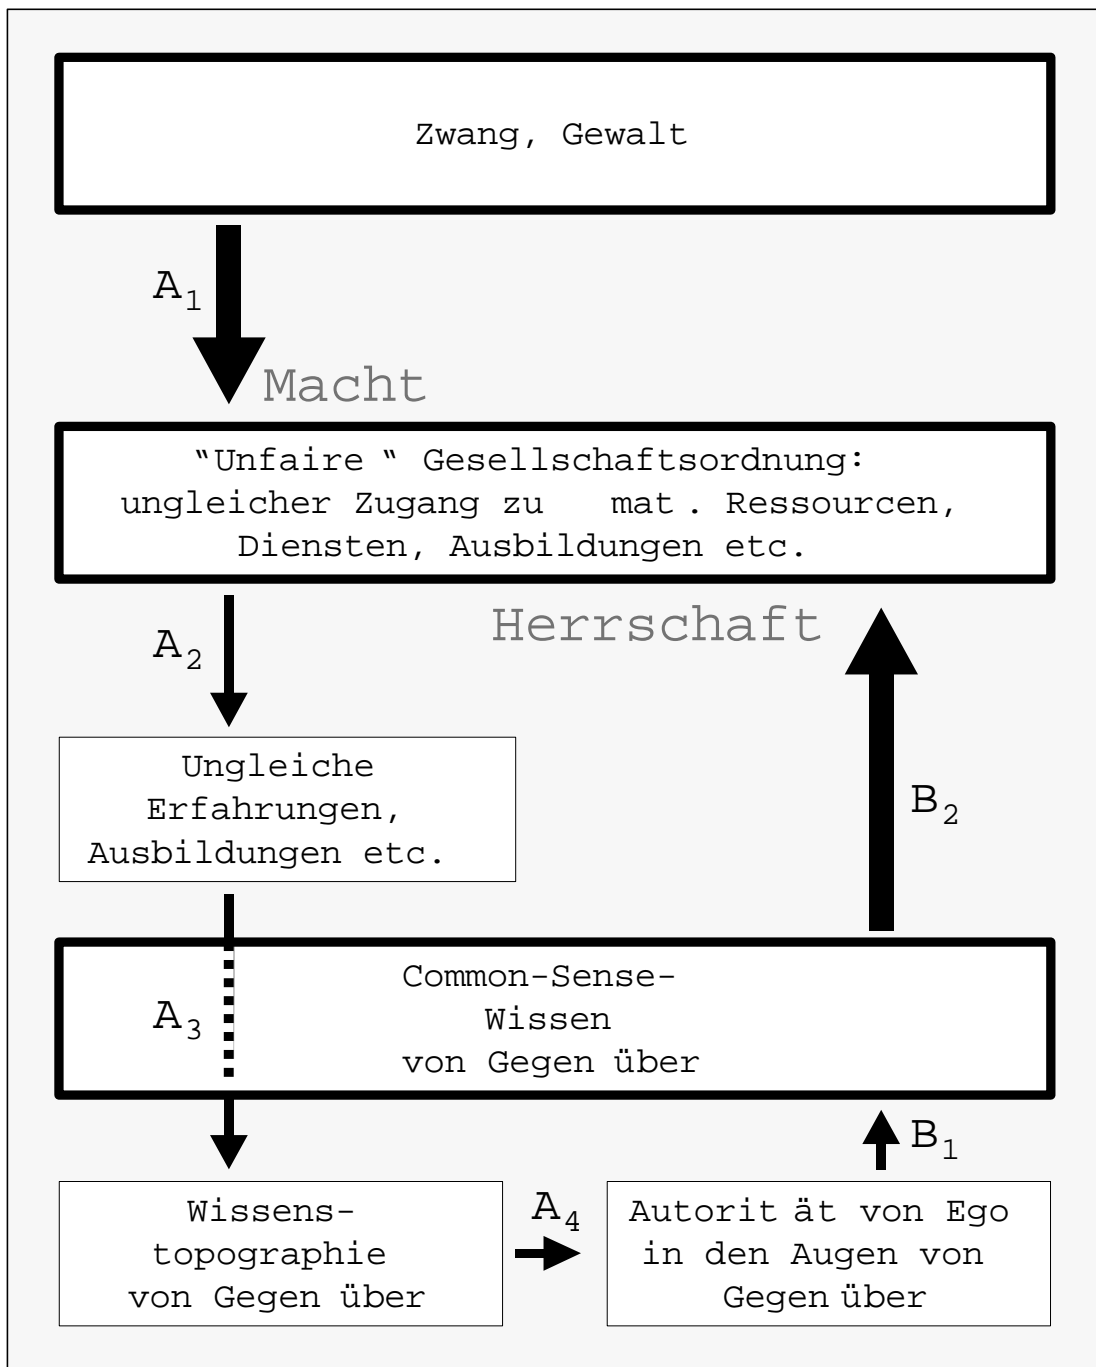 Zwang, Gewalt
A1
Macht
“Unfaire “ Gesellschaftsordnung:
ungleicher Zugang zu mat . Ressourcen,
Diensten, Ausbildungen etc.
A2
Herrschaft
Ungleiche
Erfahrungen,
Ausbildungen etc.
B2
Common-Sense-
Wissen
von Gegen über
A3
B1
Wissens-
topographie
von Gegen über
A4
Autorit ät von Ego
in den Augen von
Gegen über